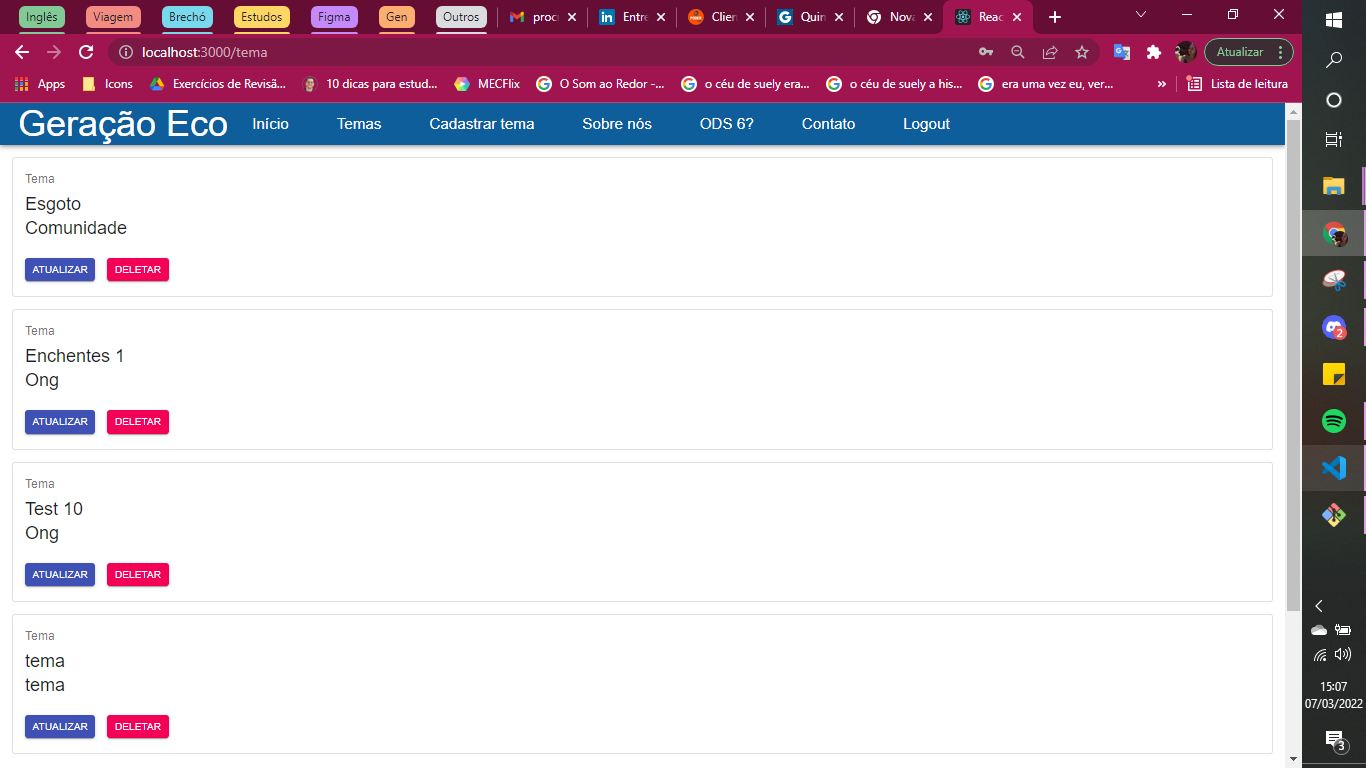 Inglês Viagem Brechó Estudos Figma Gen Outros procu Entre Clien Quin Nova Reac
localhost:3000/tema Atualizar
Apps Icons Exercícios de Revisã... 10 dicas para estud... MECFlix O Som ao Redor -... o céu de suely era... o céu de suely a his... era uma vez eu, ver... » Lista de leitura
Geração Eco Início Temas Cadastrar tema Sobre nós ODS 6? Contato Logout
Tema
Esgoto
Comunidade
ATUALIZAR DELETAR
Tema
Enchentes 1
Ong
ATUALIZAR DELETAR
Tema
Test 10
Ong
ATUALIZAR DELETAR
Tema
tema
tema
ATUALIZAR DELETAR
2
15:07
07/03/2022
3